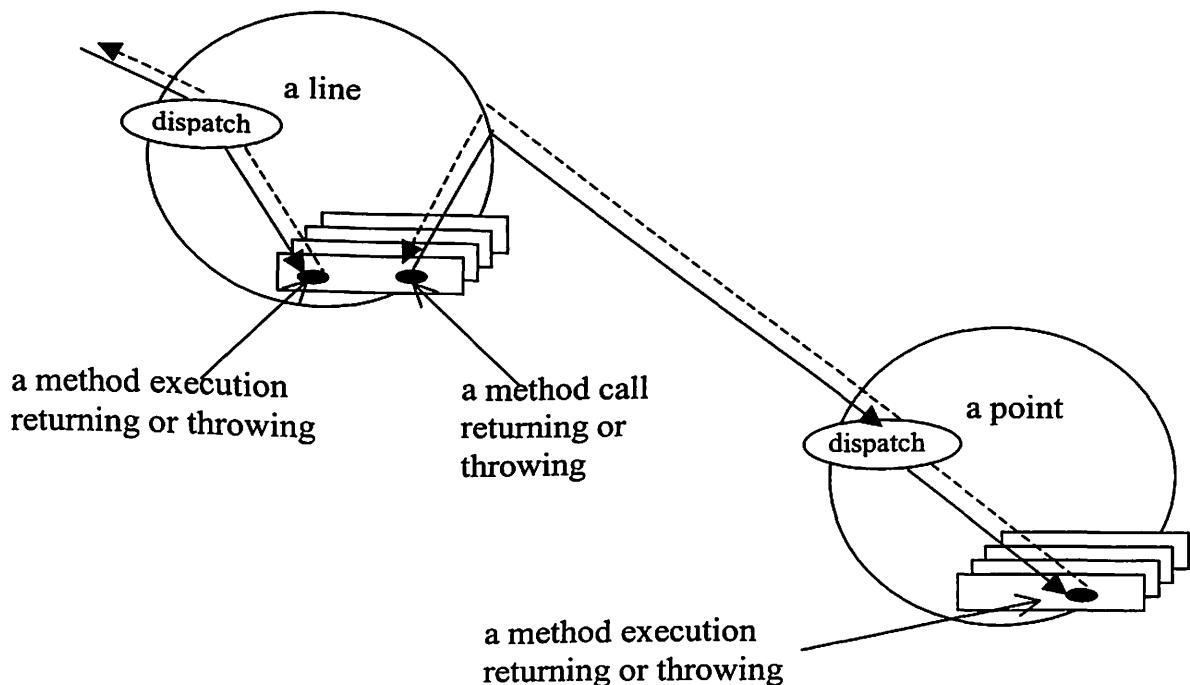 a line
dispatch
a method execution
returning or throwing
a method call
returning or
throwing
a point
dispatch
a method execution
returning or throwing